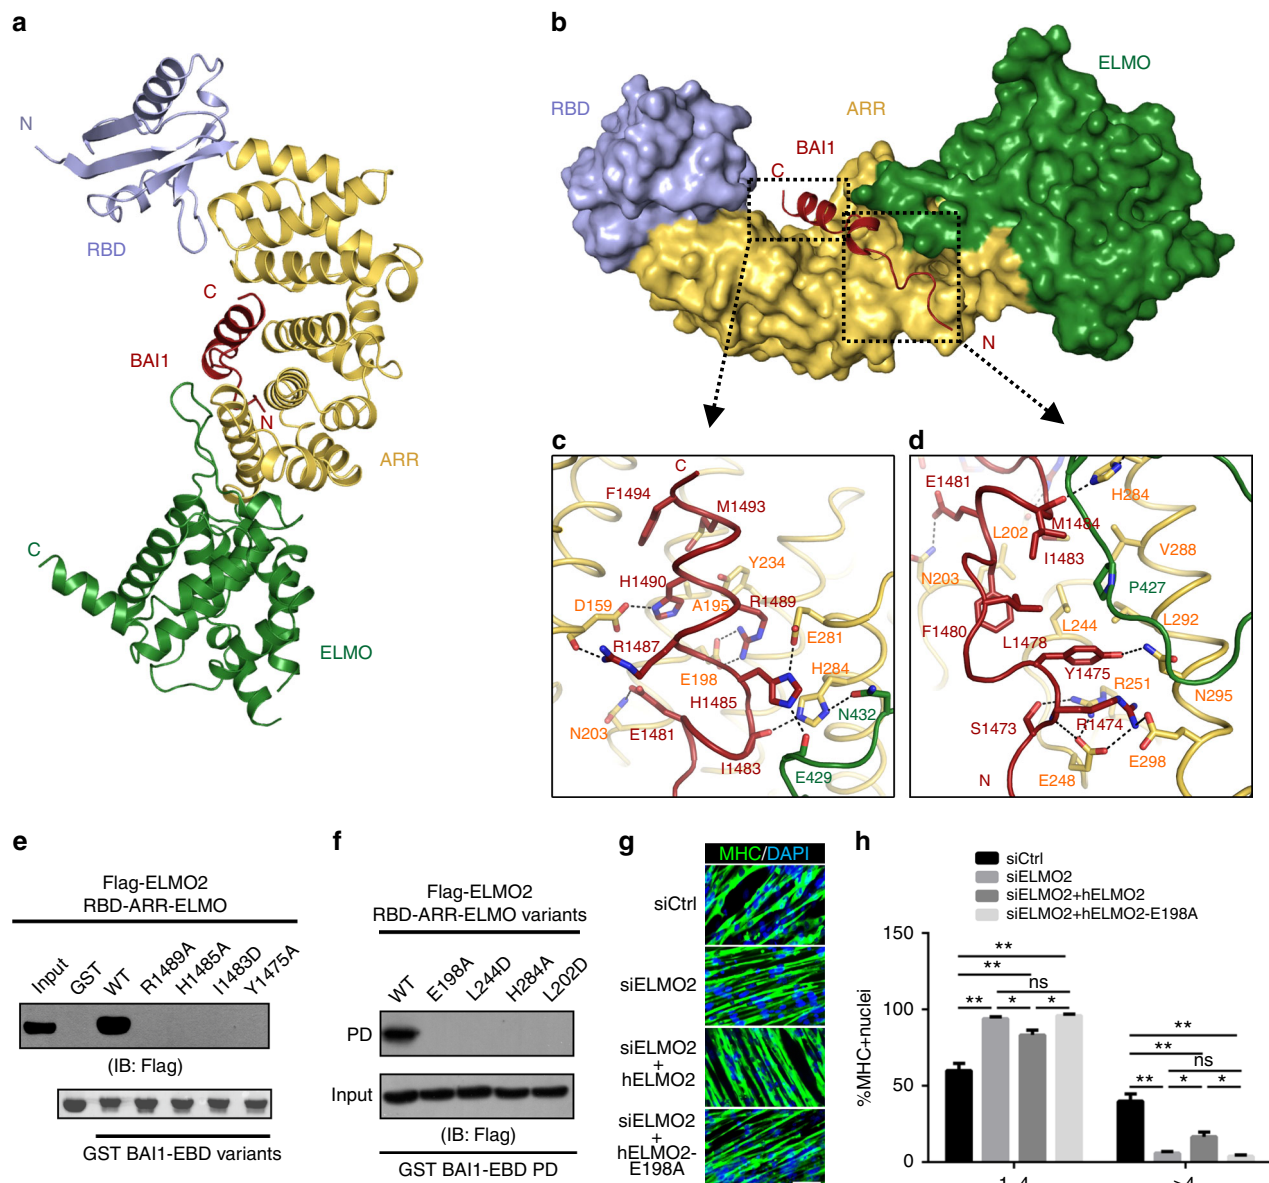 a
N
RBD
C
BAI1
N
ARR
C
ELMO
b
RBD
ARR
ELMO
BAI1
C
N
c
C
F1494
M1493
Y234
H1490
D159
A195
R1489
R1487
E281
E198
H284
H1485
N432
N203
E1481
I1483
E429
d
E1481
H284
M1484
L202
I1483
V288
N203
P427
F1480
L244
L292
L1478
Y1475
R251
N295
S1473
R1474
E298
N
E248
e
Flag-ELMO2
RBD-ARR-ELMO
Input
GST
WT
R1489A
H1485A
I1483D
Y1475A
(IB: Flag)
GST BAI1-EBD variants
f
Flag-ELMO2
RBD-ARR-ELMO variants
WT
E198A
L244D
H284A
L202D
PD
Input
(IB: Flag)
GST BAI1-EBD PD
g
MHC/DAPI
siCtrl
siELMO2
siELMO2
+
hELMO2
siELMO2
+
hELMO2-
E198A
h
siCtrl
siELMO2
siELMO2+hELMO2
siELMO2+hELMO2-E198A
%MHC+nuclei
150
100
50
0
**
**
ns
** * *
**
**
ns
** * *